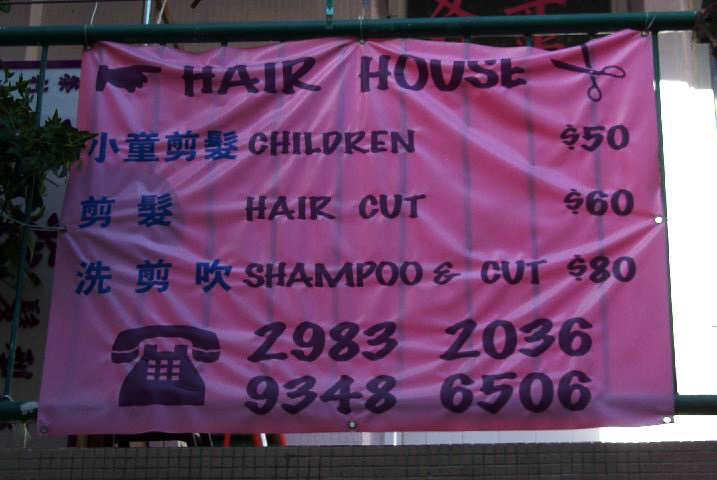 HAIR HOUSE
小童剪髮 CHILDREN $50
剪髮 HAIR CUT $60
洗剪吹 SHAMPOO & CUT $80
2983 2036
9348 6506